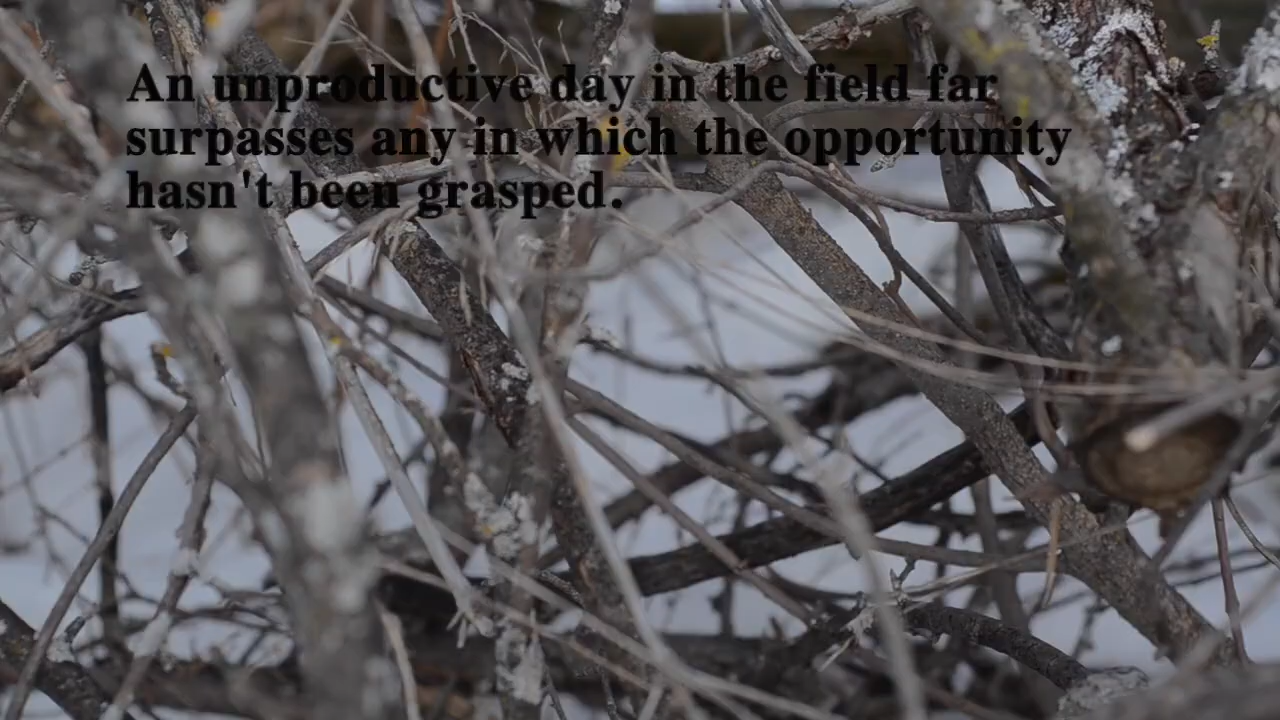 An unproductive day in the field far
surpasses any in which the opportunity
hasn't been grasped.